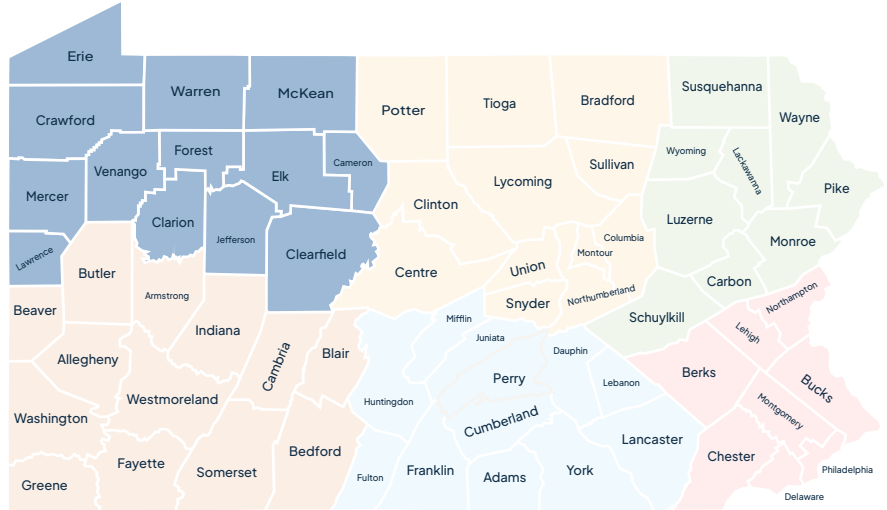 Erie
Warren
McKean
Potter
Tioga
Bradford
Susquehanna
Wayne
Crawford
Forest
Venango
Elk
Cameron
Lycoming
Sullivan
Wyoming
Lackawanna
Pike
Mercer
Clarion
Jefferson
Clearfield
Clinton
Centre
Union
Montour
Columbia
Luzerne
Monroe
Lawrence
Butler
Armstrong
Snyder
Northumberland
Carbon
Schuylkill
Northampton
Beaver
Indiana
Cambria
Blair
Mifflin
Juniata
Dauphin
Lehigh
Allegheny
Westmoreland
Huntingdon
Perry
Cumberland
Lebanon
Berks
Bucks
Montgomery
Washington
Fayette
Somerset
Bedford
Fulton
Franklin
Adams
York
Lancaster
Chester
Philadelphia
Delaware
Greene